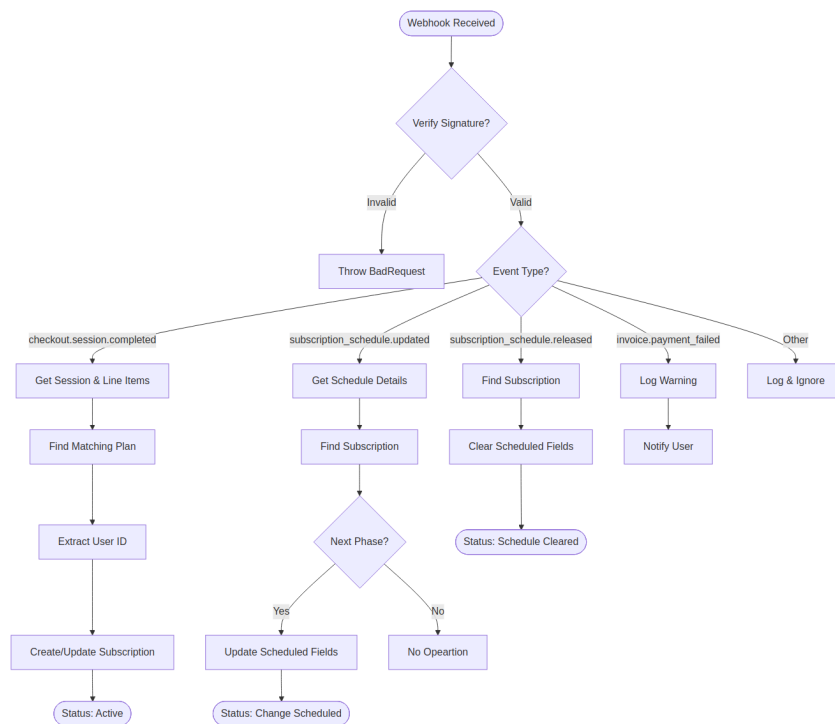 Webhook Received
Verify Signature?
Invalid
Valid
Throw BadRequest
Event Type?
checkout.session.completed
subscription_schedule.updated
subscription_schedule.released
invoice.payment_failed
Other
Get Session & Line Items
Get Schedule Details
Find Subscription
Log Warning
Log & Ignore
Find Matching Plan
Find Subscription
Clear Scheduled Fields
Notify User
Extract User ID
Next Phase?
Status: Schedule Cleared
Yes
No
Create/Update Subscription
Update Scheduled Fields
No Opeartion
Status: Active
Status: Change Scheduled